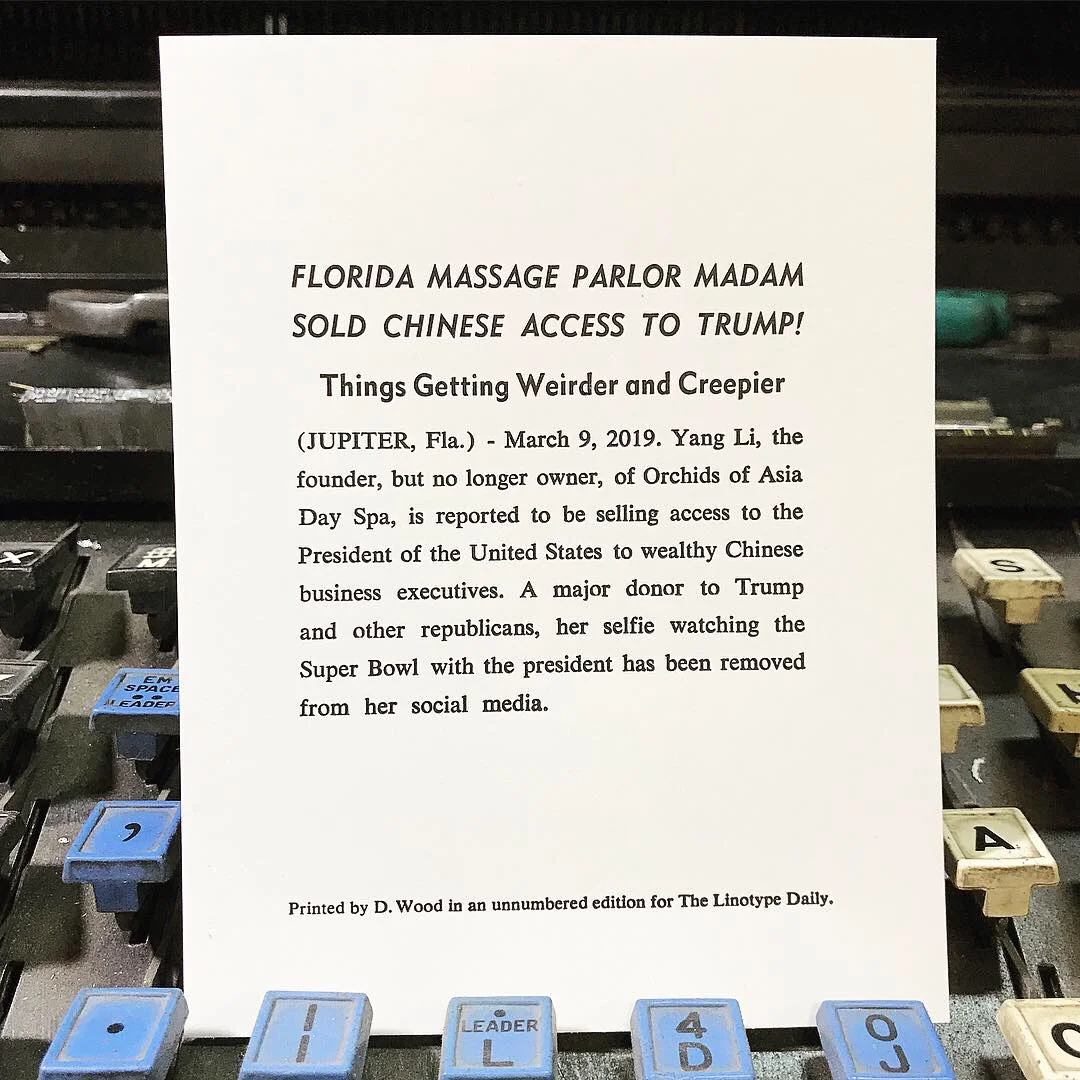 FLORIDA MASSAGE PARLOR MADAM
SOLD CHINESE ACCESS TO TRUMP!
Things Getting Weirder and Creepier
(JUPITER, Fla.) - March 9, 2019. Yang Li, the
founder, but no longer owner, of Orchids of Asia
Day Spa, is reported to be selling access to the
President of the United States to wealthy Chinese
business executives. A major donor to Trump
and other republicans, her selfie watching the
Super Bowl with the president has been removed
from her social media.
Printed by D. Wood in an unnumbered edition for The Linotype Daily.
X
EM
S
EM
SPACE
LEADER
,
A
LEADER
L
4
D
O
J